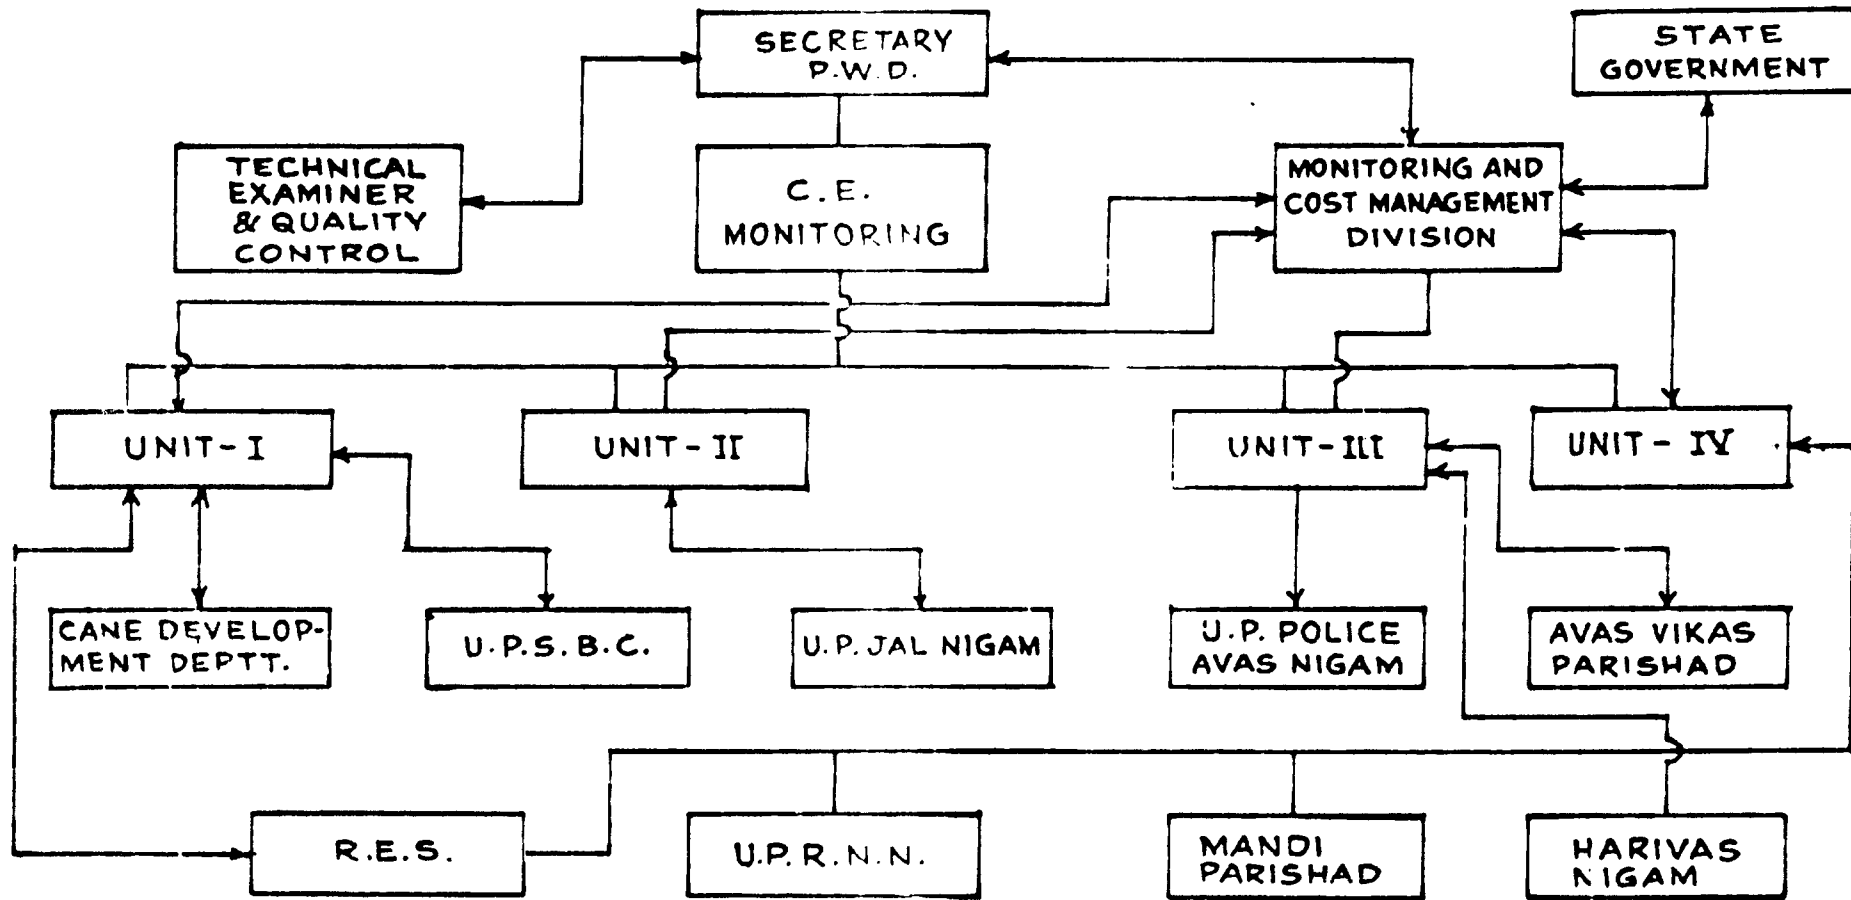 SECRETARY
P.W.D.
STATE
GOVERNMENT
TECHNICAL
EXAMINER
& QUALITY
CONTROL
C.E.
MONITORING
MONITORING AND
COST MANAGEMENT
DIVISION
UNIT-I
UNIT-II
UNIT-III
UNIT-IV
CANE DEVELOP-
MENT DEPTT.
U.P.S.B.C.
U.P. JAL NIGAM
U.P. POLICE
AVAS NIGAM
AVAS VIKAS
PARISHAD
R.E.S.
U.P.R.N.N.
MANDI
PARISHAD
HARIVAS
NIGAM